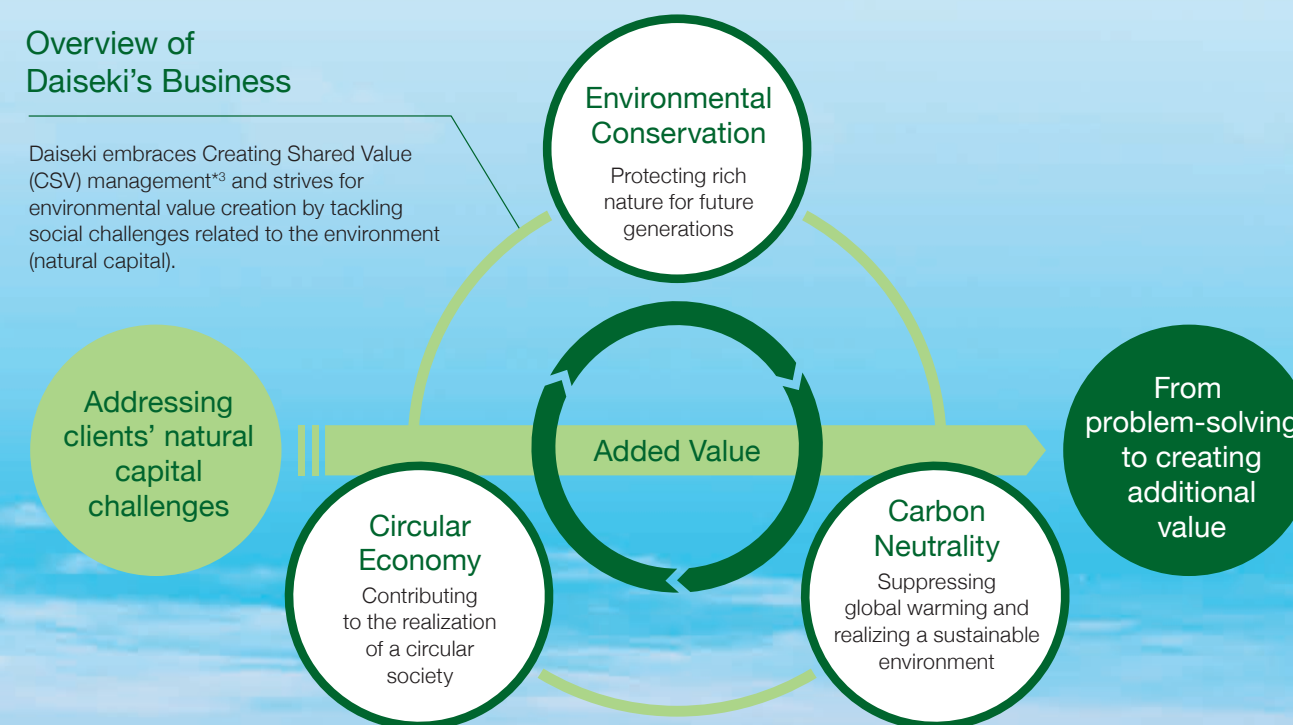 Overview of
Daiseki’s Business
Daiseki embraces Creating Shared Value
(CSV) management*3 and strives for
environmental value creation by tackling
social challenges related to the environment
(natural capital).
Environmental
Conservation
Protecting rich
nature for future
generations
Addressing
clients’ natural
capital
challenges
Added Value
From
problem-solving
to creating
additional
value
Circular
Economy
Contributing
to the realization
of a circular
society
Carbon
Neutrality
Suppressing
global warming and
realizing a sustainable
environment